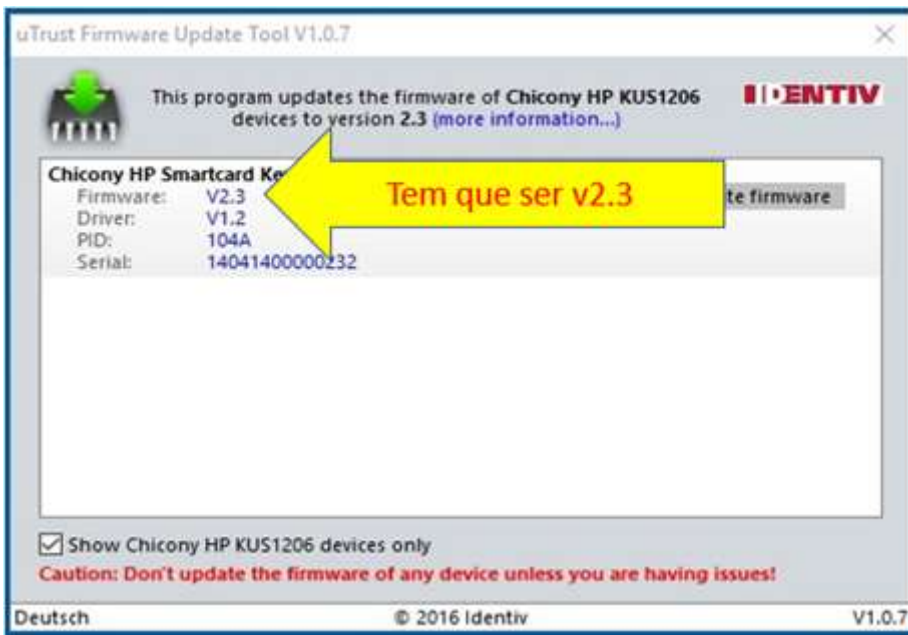 uTrust Firmware Update Tool V1.0.7
This program updates the firmware of Chicony HP KUS1206
devices to version 2.3 (more information...)
IDENTIV
Chicony HP Smartcard
Firmware: V2.3
Tem que ser v2.3
firmware
Driver: V1.2
PID: 104A
Serial: 14041400000232
Show Chicony HP KUS1206 devices only
Caution: Don't update the firmware of any device unless you are having issues!
Deutsch
© 2016 Identiv
V1.0.7